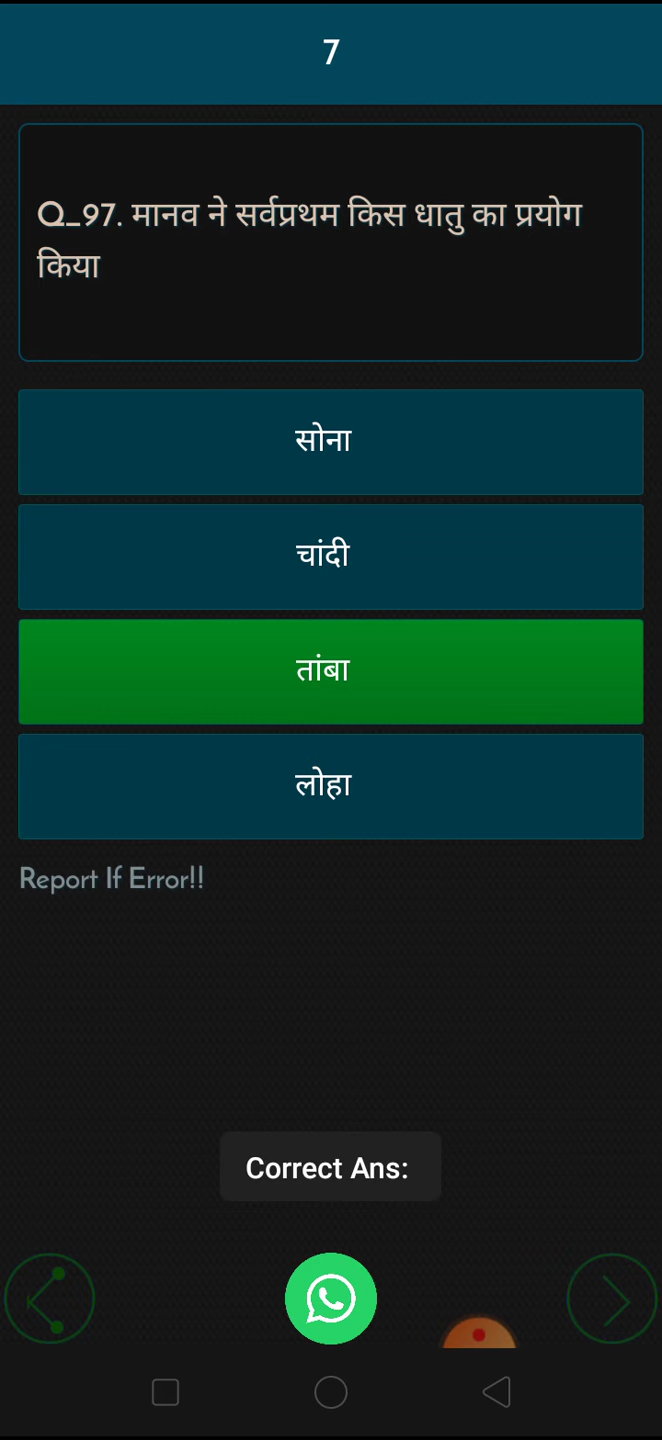 7
Q_97. मानव ने सर्वप्रथम किस धातु का प्रयोग
किया
सोना
चांदी
तांबा
लोहा
Report If Error!!
Correct Ans: